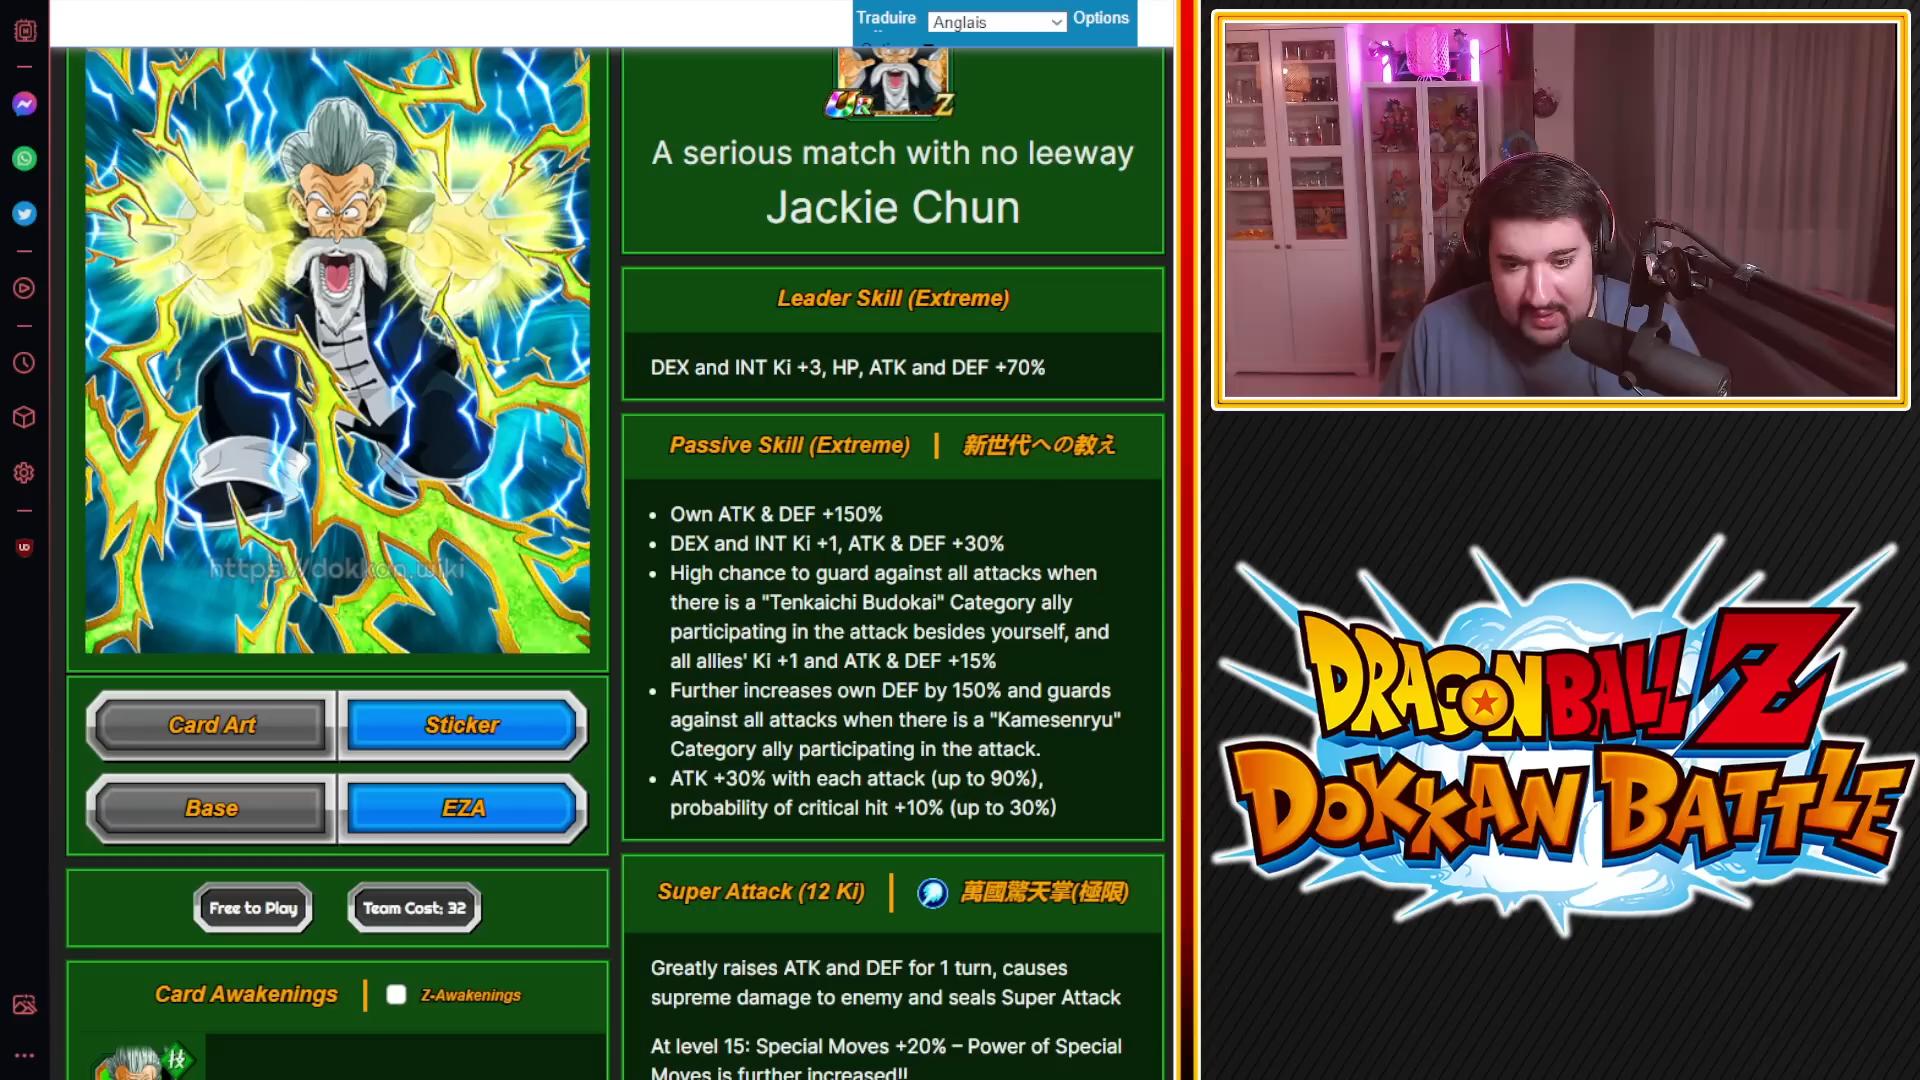 Traduire
Anglais
Options
UR
Z
A serious match with no leeway
Jackie Chun
Leader Skill (Extreme)
DEX and INT Ki +3, HP, ATK and DEF +70%
Passive Skill (Extreme) | 新世代への教え
• Own ATK & DEF +150%
• DEX and INT Ki +1, ATK & DEF +30%
• High chance to guard against all attacks when
there is a "Tenkaichi Budokai" Category ally
participating in the attack besides yourself, and
all allies' Ki +1 and ATK & DEF +15%
• Further increases own DEF by 150% and guards
against all attacks when there is a "Kamesenryu"
Category ally participating in the attack.
• ATK +30% with each attack (up to 90%),
probability of critical hit +10% (up to 30%)
Super Attack (12 Ki) | 萬國驚天掌(極限)
Greatly raises ATK and DEF for 1 turn, causes
supreme damage to enemy and seals Super Attack
At level 15: Special Moves +20% – Power of Special
Moves is further increased!!
https://dokkan.wiki
Card Art
Sticker
Base
EZA
Free to Play
Team Cost: 32
Card Awakenings | Z-Awakenings
技
DRAGON BALL Z
DOKKAN BATTLE